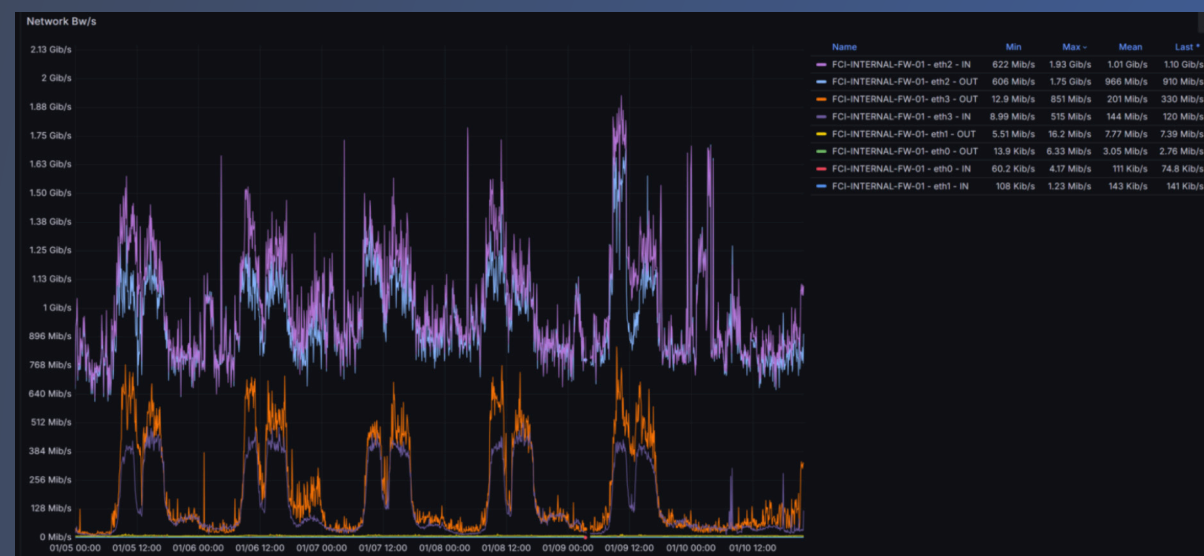 Network Bw/s
Name Min Max Mean Last *
FCI-INTERNAL-FW-01 - eth2 - IN 622 Mib/s 1.93 Gib/s 1.01 Gib/s 1.10 Gib/s
FCI-INTERNAL-FW-01- eth2 - OUT 606 Mib/s 1.75 Gib/s 966 Mib/s 910 Mib/s
FCI-INTERNAL-FW-01- eth3 - OUT 12.9 Mib/s 851 Mib/s 201 Mib/s 330 Mib/s
FCI-INTERNAL-FW-01 - eth3 - IN 8.99 Mib/s 515 Mib/s 144 Mib/s 120 Mib/s
FCI-INTERNAL-FW-01- eth1 - OUT 5.51 Mib/s 16.2 Mib/s 7.77 Mib/s 7.39 Mib/s
FCI-INTERNAL-FW-01- eth0 - OUT 13.9 Kib/s 6.33 Mib/s 3.05 Mib/s 2.76 Mib/s
FCI-INTERNAL-FW-01 - eth0 - IN 60.2 Kib/s 4.17 Mib/s 111 Kib/s 74.8 Kib/s
FCI-INTERNAL-FW-01 - eth1 - IN 108 Kib/s 1.23 Mib/s 143 Kib/s 141 Kib/s
2.13 Gib/s
2 Gib/s
1.88 Gib/s
1.75 Gib/s
1.63 Gib/s
1.50 Gib/s
1.38 Gib/s
1.25 Gib/s
1.13 Gib/s
1 Gib/s
896 Mib/s
768 Mib/s
640 Mib/s
512 Mib/s
384 Mib/s
256 Mib/s
128 Mib/s
0 Mib/s
01/05 00:00 01/05 12:00 01/06 00:00 01/06 12:00 01/07 00:00 01/07 12:00 01/08 00:00 01/08 12:00 01/09 00:00 01/09 12:00 01/10 00:00 01/10 12:00